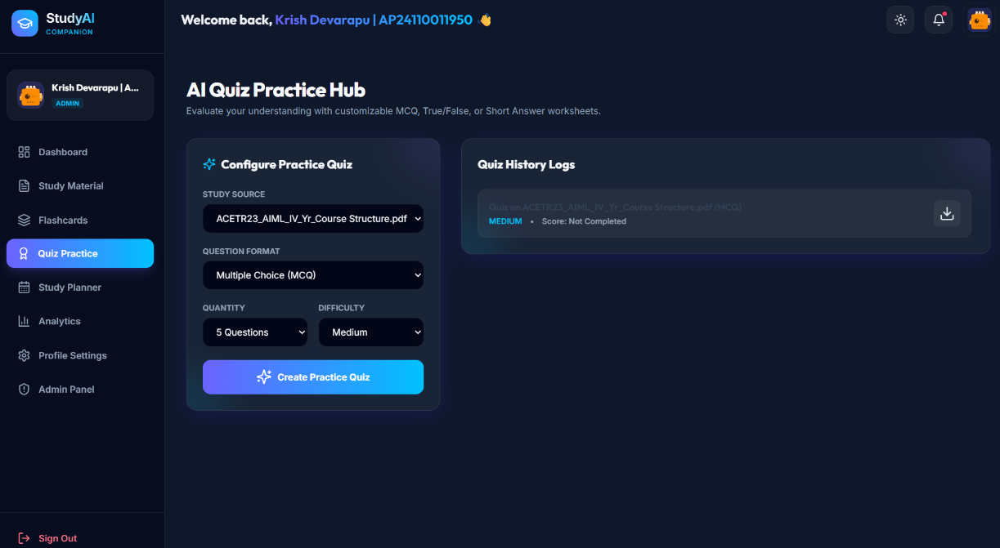 StudyAI
COMPANION
Welcome back, Krish Devarapu | AP24110011950 👋
Krish Devarapu | A...
ADMIN
Dashboard
Study Material
Flashcards
Quiz Practice
Study Planner
Analytics
Profile Settings
Admin Panel
Sign Out
AI Quiz Practice Hub
Evaluate your understanding with customizable MCQ, True/False, or Short Answer worksheets.
Configure Practice Quiz
STUDY SOURCE
ACETR23_AIML_IV_Yr_Course Structure.pdf
QUESTION FORMAT
Multiple Choice (MCQ)
QUANTITY DIFFICULTY
5 Questions Medium
Create Practice Quiz
Quiz History Logs
Quiz on ACETR23_AIML_IV_Yr_Course Structure.pdf (MCQ)
MEDIUM • Score: Not Completed